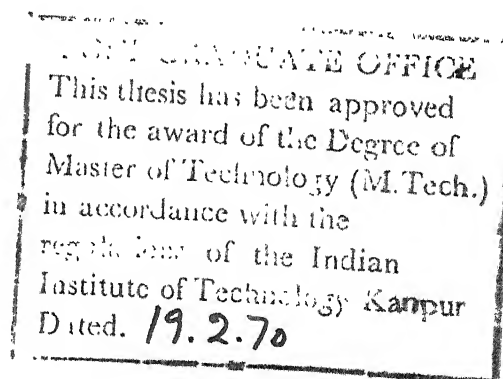 POST GRADUATE OFFICE
This thesis has been approved
for the award of the Degree of
Master of Technology (M.Tech.)
in accordance with the
regulations of the Indian
Institute of Technology Kanpur
Dated. 19.2.70